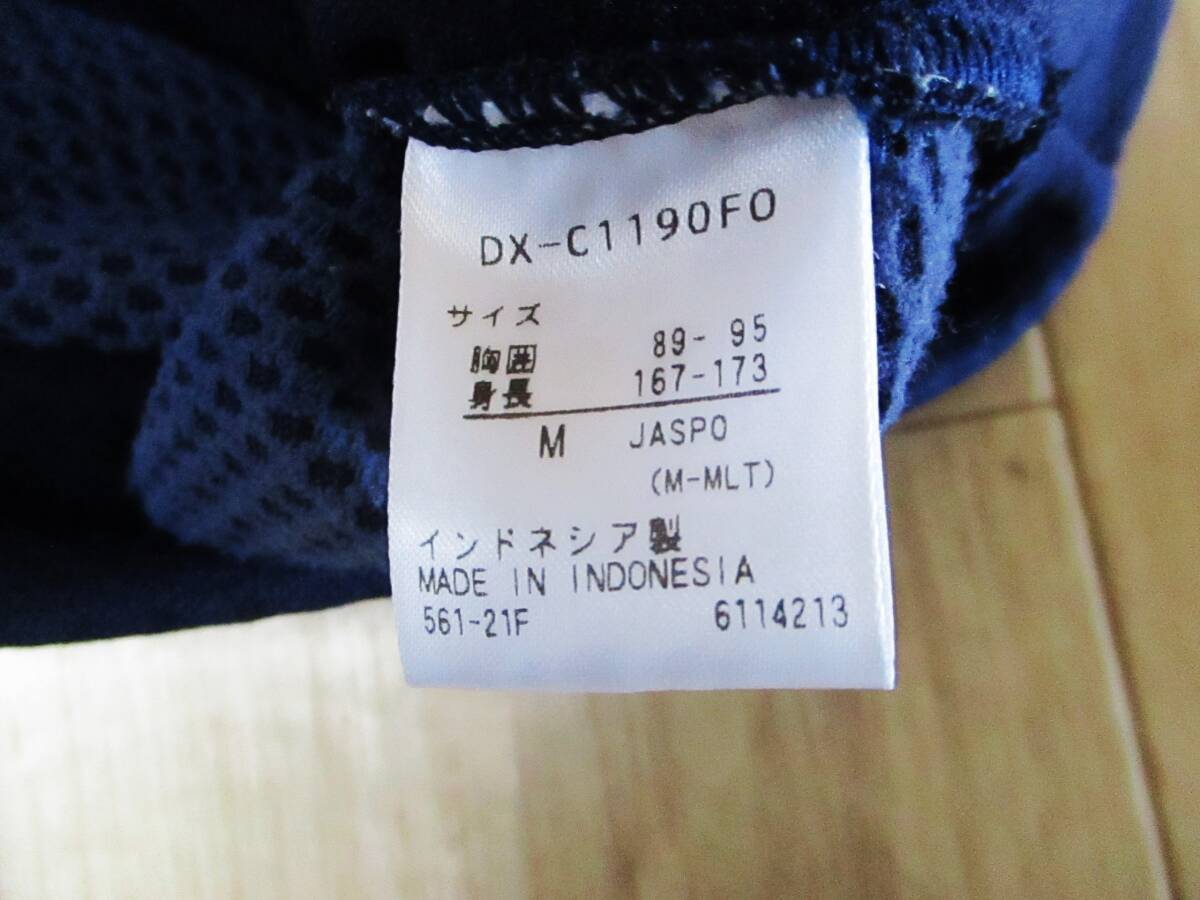 DX-C1190FO
サイズ
胸囲 89- 95
身長 167-173
M JASPO
(M-MLT)
インドネシア製
MADE IN INDONESIA
561-21F 6114213